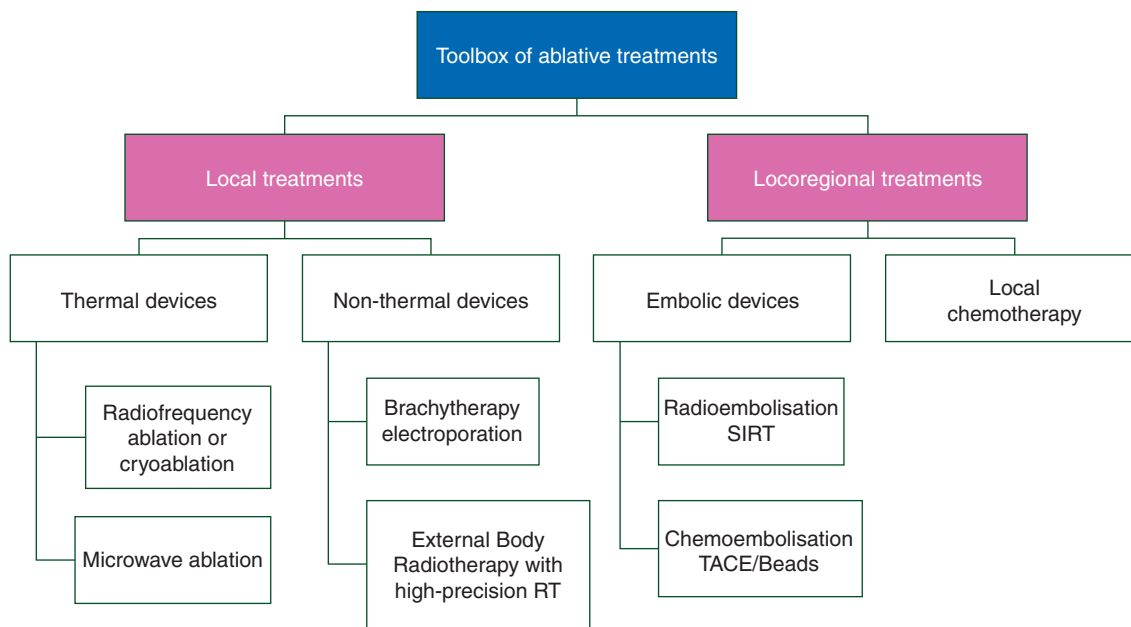 Toolbox of ablative treatments
Local treatments
Locoregional treatments
Thermal devices
Non-thermal devices
Embolic devices
Local
chemotherapy
Radiofrequency
ablation or
cryoablation
Brachytherapy
electroporation
Radioembolisation
SIRT
Microwave ablation
External Body
Radiotherapy with
high-precision RT
Chemoembolisation
TACE/Beads